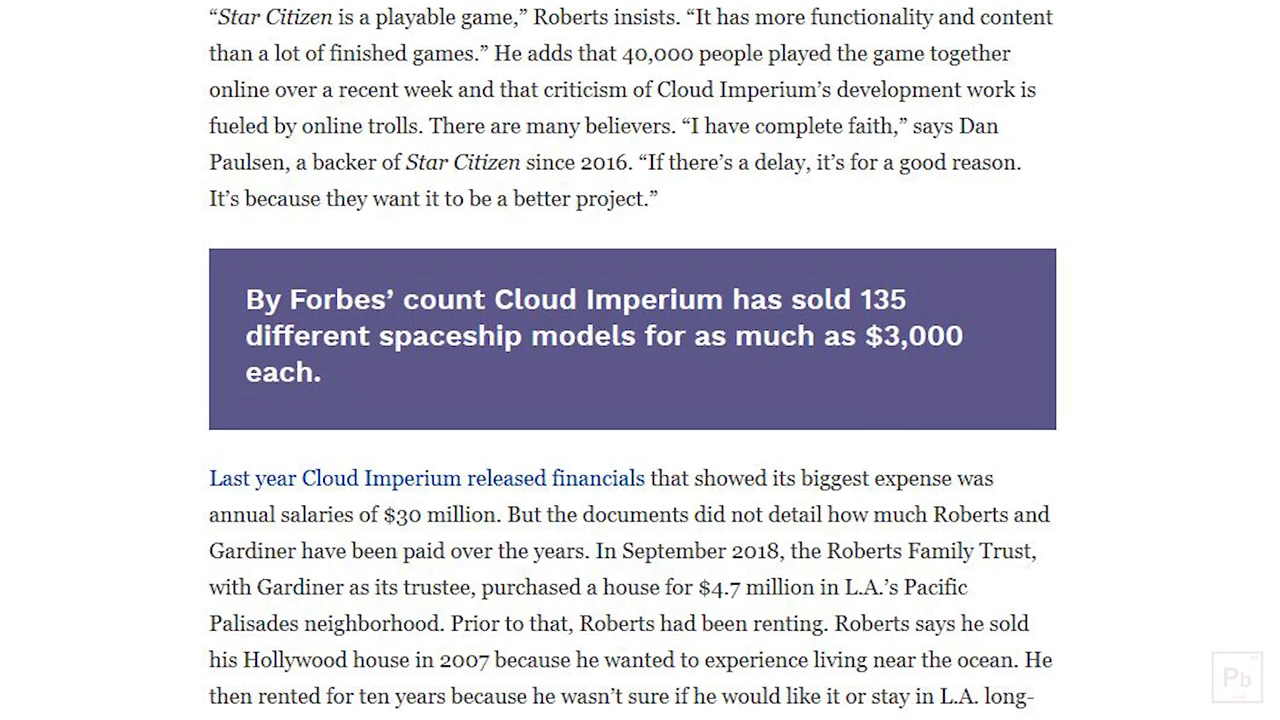 “Star Citizen is a playable game,” Roberts insists. “It has more functionality and content
than a lot of finished games.” He adds that 40,000 people played the game together
online over a recent week and that criticism of Cloud Imperium’s development work is
fueled by online trolls. There are many believers. “I have complete faith,” says Dan
Paulsen, a backer of Star Citizen since 2016. “If there’s a delay, it’s for a good reason.
It’s because they want it to be a better project.”
By Forbes’ count Cloud Imperium has sold 135
different spaceship models for as much as $3,000
each.
Last year Cloud Imperium released financials that showed its biggest expense was
annual salaries of $30 million. But the documents did not detail how much Roberts and
Gardiner have been paid over the years. In September 2018, the Roberts Family Trust,
with Gardiner as its trustee, purchased a house for $4.7 million in L.A.’s Pacific
Palisades neighborhood. Prior to that, Roberts had been renting. Roberts says he sold
his Hollywood house in 2007 because he wanted to experience living near the ocean. He
then rented for ten years because he wasn’t sure if he would like it or stay in L.A. long-
Pb